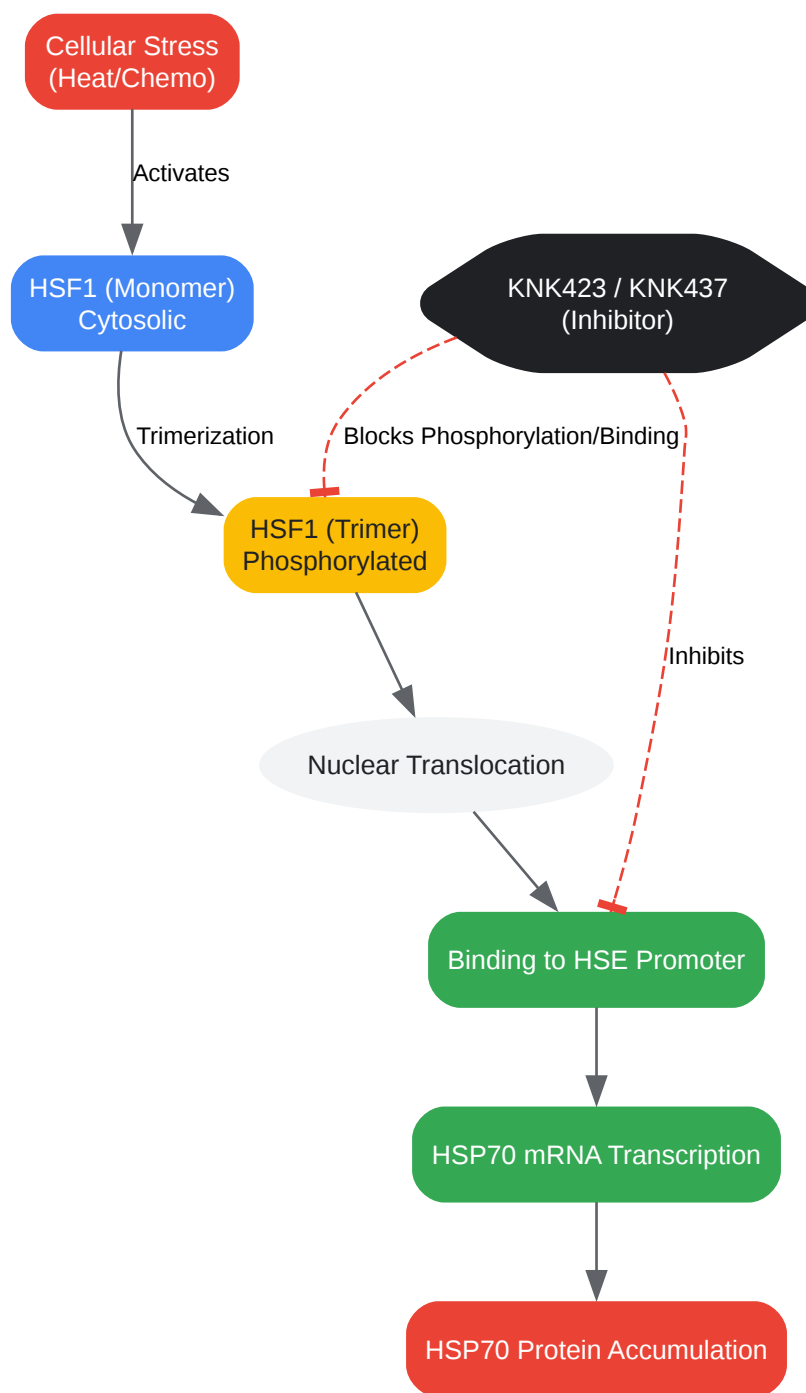 Cellular Stress
(Heat/Chemo)
Activates
HSF1 (Monomer)
Cytosolic
KNK423 / KNK437
(Inhibitor)
Trimerization
Blocks Phosphorylation/Binding
HSF1 (Trimer)
Phosphorylated
Inhibits
Nuclear Translocation
Binding to HSE Promoter
HSP70 mRNA Transcription
HSP70 Protein Accumulation